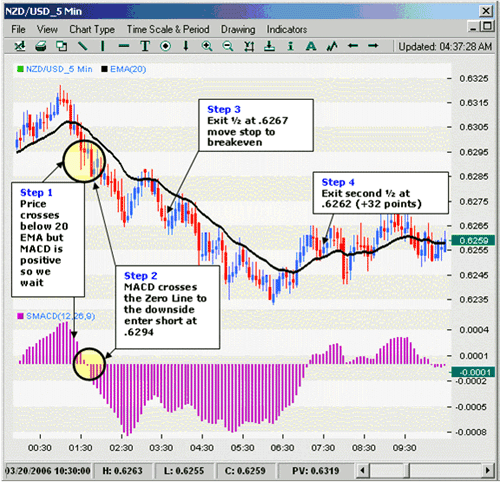 NZD/USD_5 Min
File View Chart Type Time Scale & Period Drawing Indicators
Updated: 04:37:28 AM
NZD/USD_5 Min EMA(20)
0.6325
0.6315
0.6305
0.6295
0.6285
0.6275
0.6265
0.6259
0.6255
0.6245
0.6235
Step 3
Exit ½ at .6267
move stop to
breakeven
Step 4
Exit second ½ at
.6262 (+32 points)
Step 1
Price
crosses
below 20
EMA but
MACD is
positive
so we
wait
Step 2
MACD crosses
the Zero Line to
the downside
enter short at
.6294
SMACD(12,26,9)
0.0004
0.0001
-0.0001
-0.0002
-0.0005
-0.0008
00:30 01:30 02:30 03:30 04:30 05:30 06:30 07:30 08:30 09:30
03/20/2006 10:30:00 H: 0.6263 L: 0.6255 C: 0.6259 PV: 0.6319